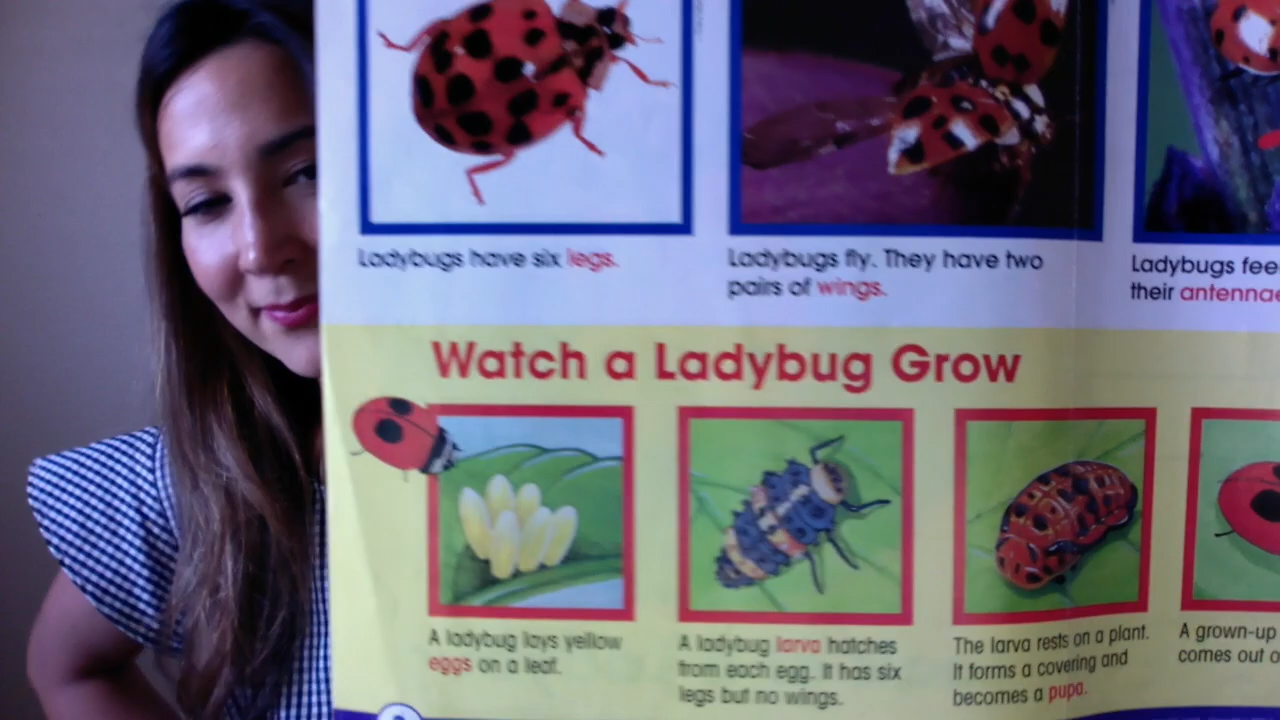 Ladybugs have six legs.
Ladybugs fly. They have two
pairs of wings.
Ladybugs
their
Watch a Ladybug Grow
A ladybug lays yellow
eggs on a leaf.
A ladybug larva hatches
from each egg. It has six
legs but no wings.
The larva rests on a plant.
It forms a covering and
becomes a pupa.
A grown-up
comes out